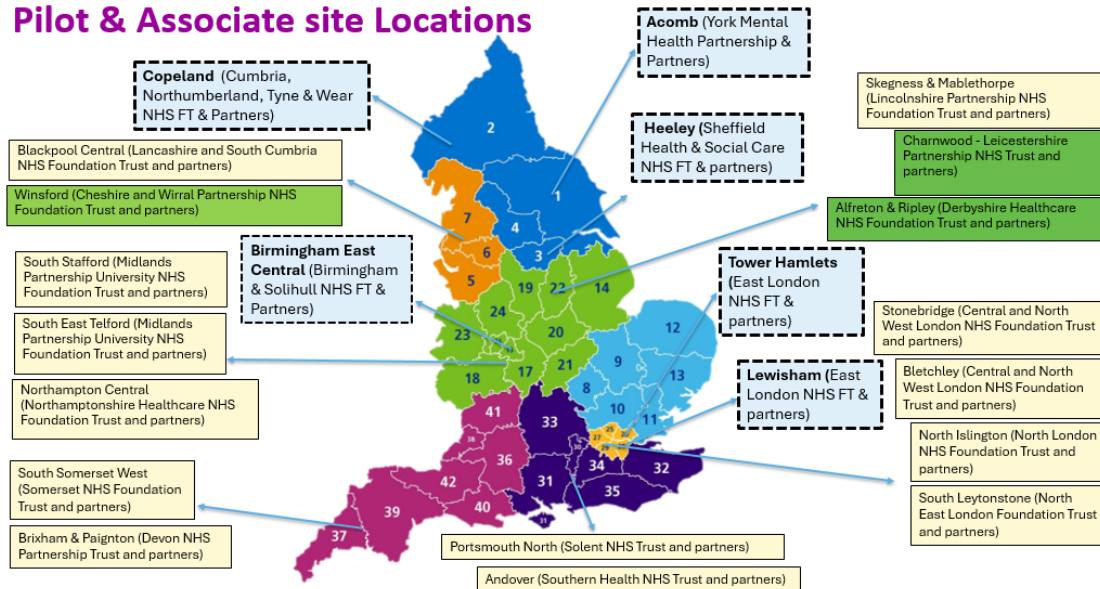 Pilot & Associate site Locations
Acomb (York Mental
Health Partnership &
Partners)
Copeland (Cumbria,
Northumberland, Tyne & Wear
NHS FT & Partners)
Skegness & Mablethorpe
(Lincolnshire Partnership NHS
Foundation Trust and partners)
Heeley (Sheffield
Health & Social Care
NHS FT & partners)
Charnwood - Leicestershire
Partnership NHS Trust and
partners)
Blackpool Central (Lancashire and South Cumbria
NHS Foundation Trust and partners)
Winsford (Cheshire and Wirral Partnership NHS
Foundation Trust and partners)
Alfreton & Ripley (Derbyshire Healthcare
NHS Foundation Trust and partners)
Birmingham East
Central (Birmingham
& Solihull NHS FT &
Partners)
South Stafford (Midlands
Partnership University NHS
Foundation Trust and partners)
Tower Hamlets
(East London
NHS FT &
partners)
South East Telford (Midlands
Partnership University NHS
Foundation Trust and partners)
Stonebridge (Central and North
West London NHS Foundation Trust
and partners)
Northampton Central
(Northamptonshire Healthcare NHS
Foundation Trust and partners)
Lewisham (East
London NHS FT &
partners)
Bletchley (Central and North
West London NHS Foundation
Trust and partners)
North Islington (North London
NHS Foundation Trust and
partners)
South Somerset West
(Somerset NHS Foundation
Trust and partners)
South Leytonstone (North
East London Foundation Trust
and partners)
Brixham & Paignton (Devon NHS
Partnership Trust and partners)
Portsmouth North (Solent NHS Trust and partners)
Andover (Southern Health NHS Trust and partners)
2
1
7
4
6
3
5
19
22
14
24
23
20
12
9
21
13
18
17
8
10
11
41
33
25
27
38
30
36
34
32
42
31
35
39
40
37
31